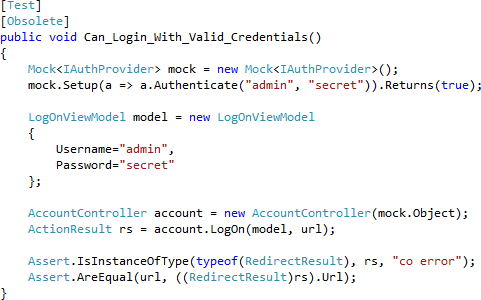 [Test]
[Obsolete]
public void Can_Login_With_Valid_Credentials()
{
    Mock<IAuthProvider> mock = new Mock<IAuthProvider>();
    mock.Setup(a => a.Authenticate("admin", "secret")).Returns(true);

    LogOnViewModel model = new LogOnViewModel
    {
        Username="admin",
        Password="secret"
    };

    AccountController account = new AccountController(mock.Object);
    ActionResult rs = account.LogOn(model, url);

    Assert.IsInstanceOfType(typeof(RedirectResult), rs, "co error");
    Assert.AreEqual(url, ((RedirectResult)rs).Url);
}